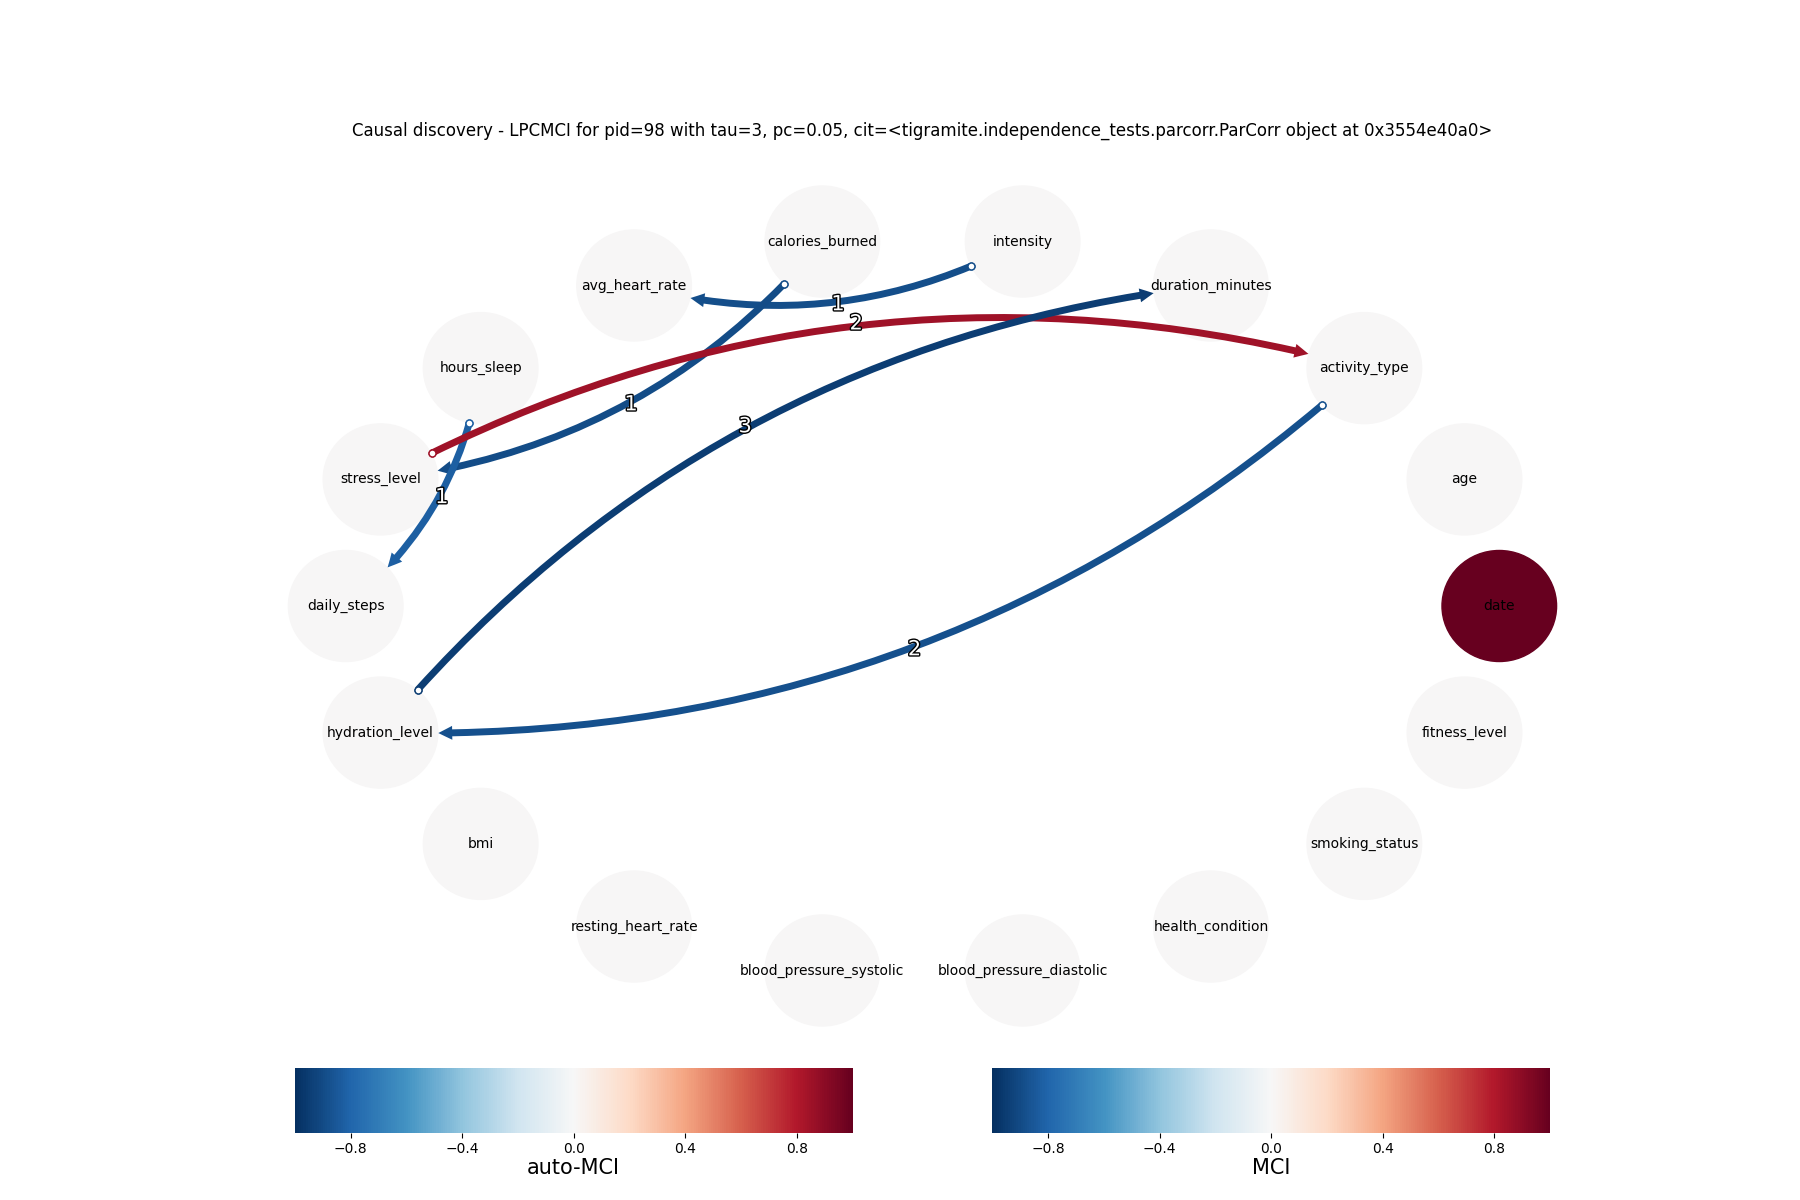 Causal discovery - LPCMCI for pid=98 with tau=3, pc=0.05, cit=<tigramite.independence_tests.parcorr.ParCorr object at 0x3554e40a0>
calories_burned
intensity
avg_heart_rate
duration_minutes
1
2
hours_sleep
activity_type
1
3
stress_level
age
1
daily_steps
date
2
hydration_level
fitness_level
bmi
smoking_status
resting_heart_rate
health_condition
blood_pressure_systolic
blood_pressure_diastolic
−0.8 −0.4 0.0 0.4 0.8
auto-MCI
−0.8 −0.4 0.0 0.4 0.8
MCI